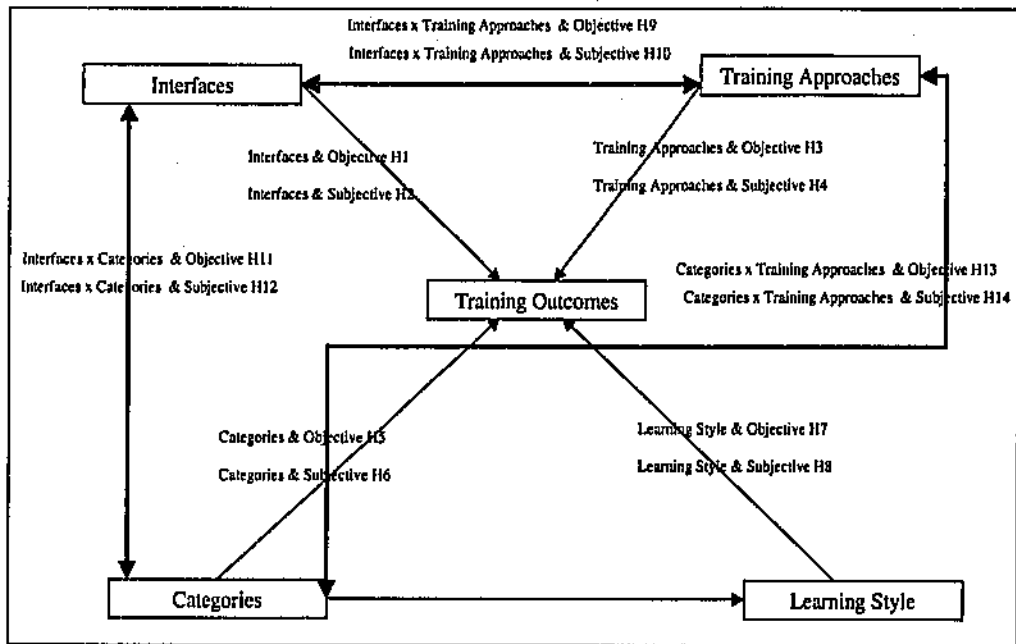 Interfaces x Training Approaches & Objective H9
Interfaces x Training Approaches & Subjective H10
Interfaces
Training Approaches
Interfaces & Objective H1
Interfaces & Subjective H2
Training Approaches & Objective H3
Training Approaches & Subjective H4
Interfaces x Categories & Objective H11
Interfaces x Categories & Subjective H12
Categories x Training Approaches & Objective H13
Categories x Training Approaches & Subjective H14
Training Outcomes
Categories & Objective H5
Categories & Subjective H6
Learning Style & Objective H7
Learning Style & Subjective H8
Categories
Learning Style